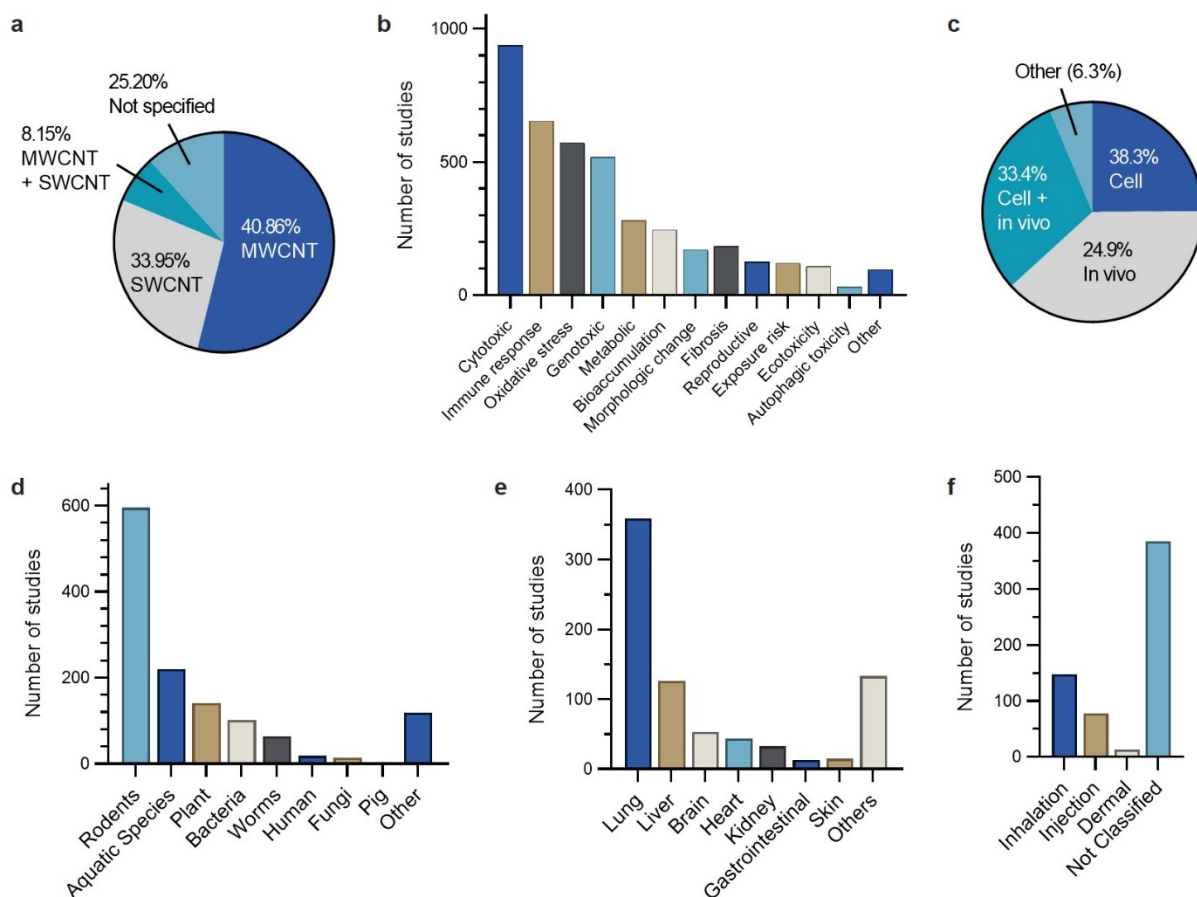 a
25.20%
Not specified
8.15%
MWCNT
+ SWCNT
40.86%
MWCNT
33.95%
SWCNT
b
Number of studies
1000
500
0
Cytotoxic
Immune response
Oxidative stress
Genotoxic
Metabolic
Bioaccumulation
Morphologic change
Fibrosis
Reproductive
Exposure risk
Ecotoxicity
Autophagic toxicity
Other
c
Other (6.3%)
38.3%
Cell
33.4%
Cell +
in vivo
24.9%
In vivo
d
Number of studies
600
400
200
0
Rodents
Aquatic Species
Plant
Bacteria
Worms
Human
Fungi
Pig
Other
e
Number of studies
400
300
200
100
0
Lung
Liver
Brain
Heart
Kidney
Gastrointestinal
Skin
Others
f
Number of studies
500
400
300
200
100
0
Inhalation
Injection
Dermal
Not Classified